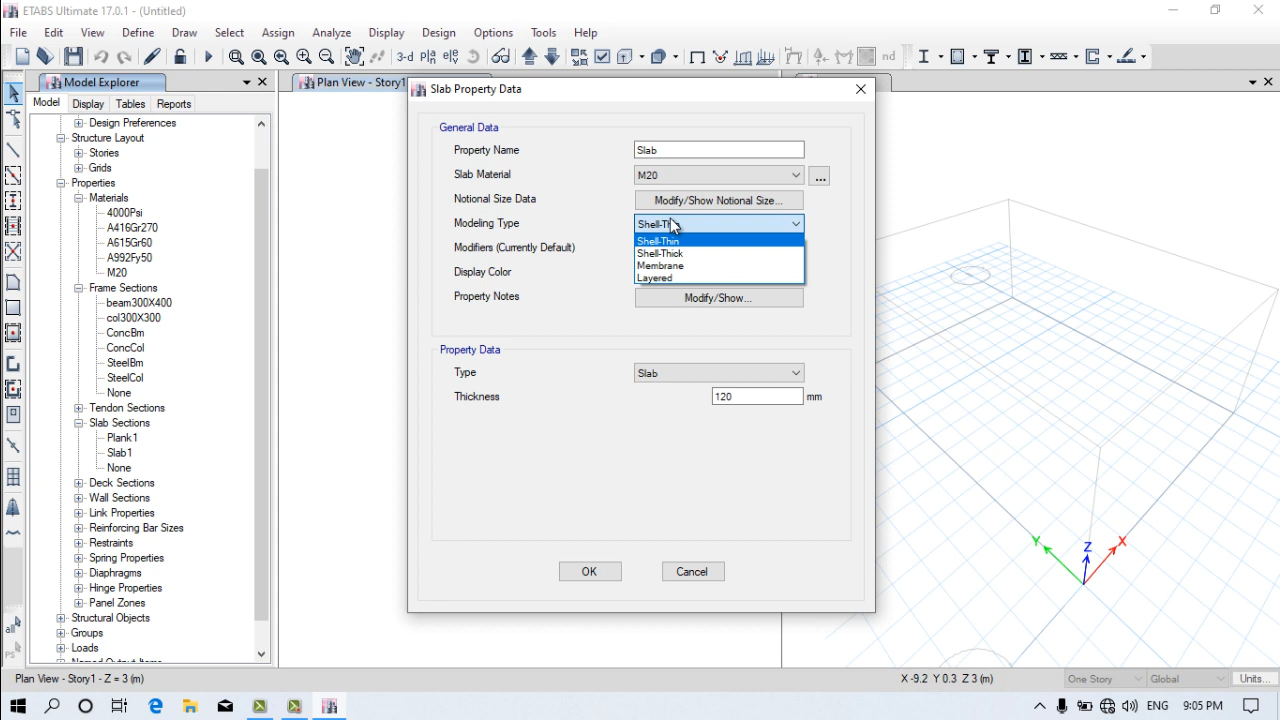 ETABS Ultimate 17.0.1 - (Untitled)
File Edit View Define Draw Select Assign Analyze Display Design Options Tools Help
3-d nd
Model Explorer
Plan View - Story1
Model Display Tables Reports
Design Preferences
Structure Layout
Stories
Grids
Properties
Materials
4000Psi
A416Gr270
A615Gr60
A992Fy50
M20
Frame Sections
beam300X400
col300X300
ConcBm
ConcCol
SteelBm
SteelCol
None
Tendon Sections
Slab Sections
Plank1
Slab1
None
Deck Sections
Wall Sections
Link Properties
Reinforcing Bar Sizes
Restraints
Spring Properties
Diaphragms
Hinge Properties
Panel Zones
Structural Objects
Groups
Loads
Named Output Items
Slab Property Data
General Data
Property Name Slab
Slab Material M20 ...
Notional Size Data Modify/Show Notional Size...
Modeling Type Shell-Thin
Shell-Thin
Shell-Thick
Membrane
Layered
Modifiers (Currently Default)
Display Color
Property Notes Modify/Show...
Property Data
Type Slab
Thickness 120 mm
OK Cancel
Y Z X
all
PS
Plan View - Story1 - Z = 3 (m) X -9.2 Y 0.3 Z 3 (m) One Story Global Units...
ENG 9:05 PM